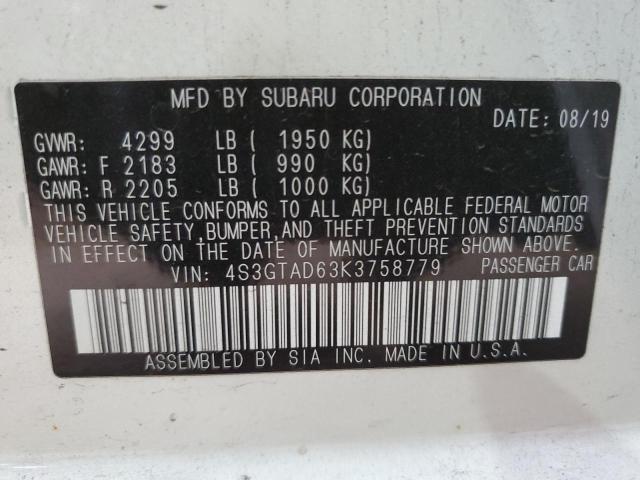 MFD BY SUBARU CORPORATION
DATE: 08/19
GVWR: 4299 LB ( 1950 KG)
GAWR: F 2183 LB ( 990 KG)
GAWR: R 2205 LB ( 1000 KG)
THIS VEHICLE CONFORMS TO ALL APPLICABLE FEDERAL MOTOR
VEHICLE SAFETY, BUMPER, AND THEFT PREVENTION STANDARDS
IN EFFECT ON THE DATE OF MANUFACTURE SHOWN ABOVE.
VIN: 4S3GTAD63K3758779 PASSENGER CAR
ASSEMBLED BY SIA INC. MADE IN U.S.A.